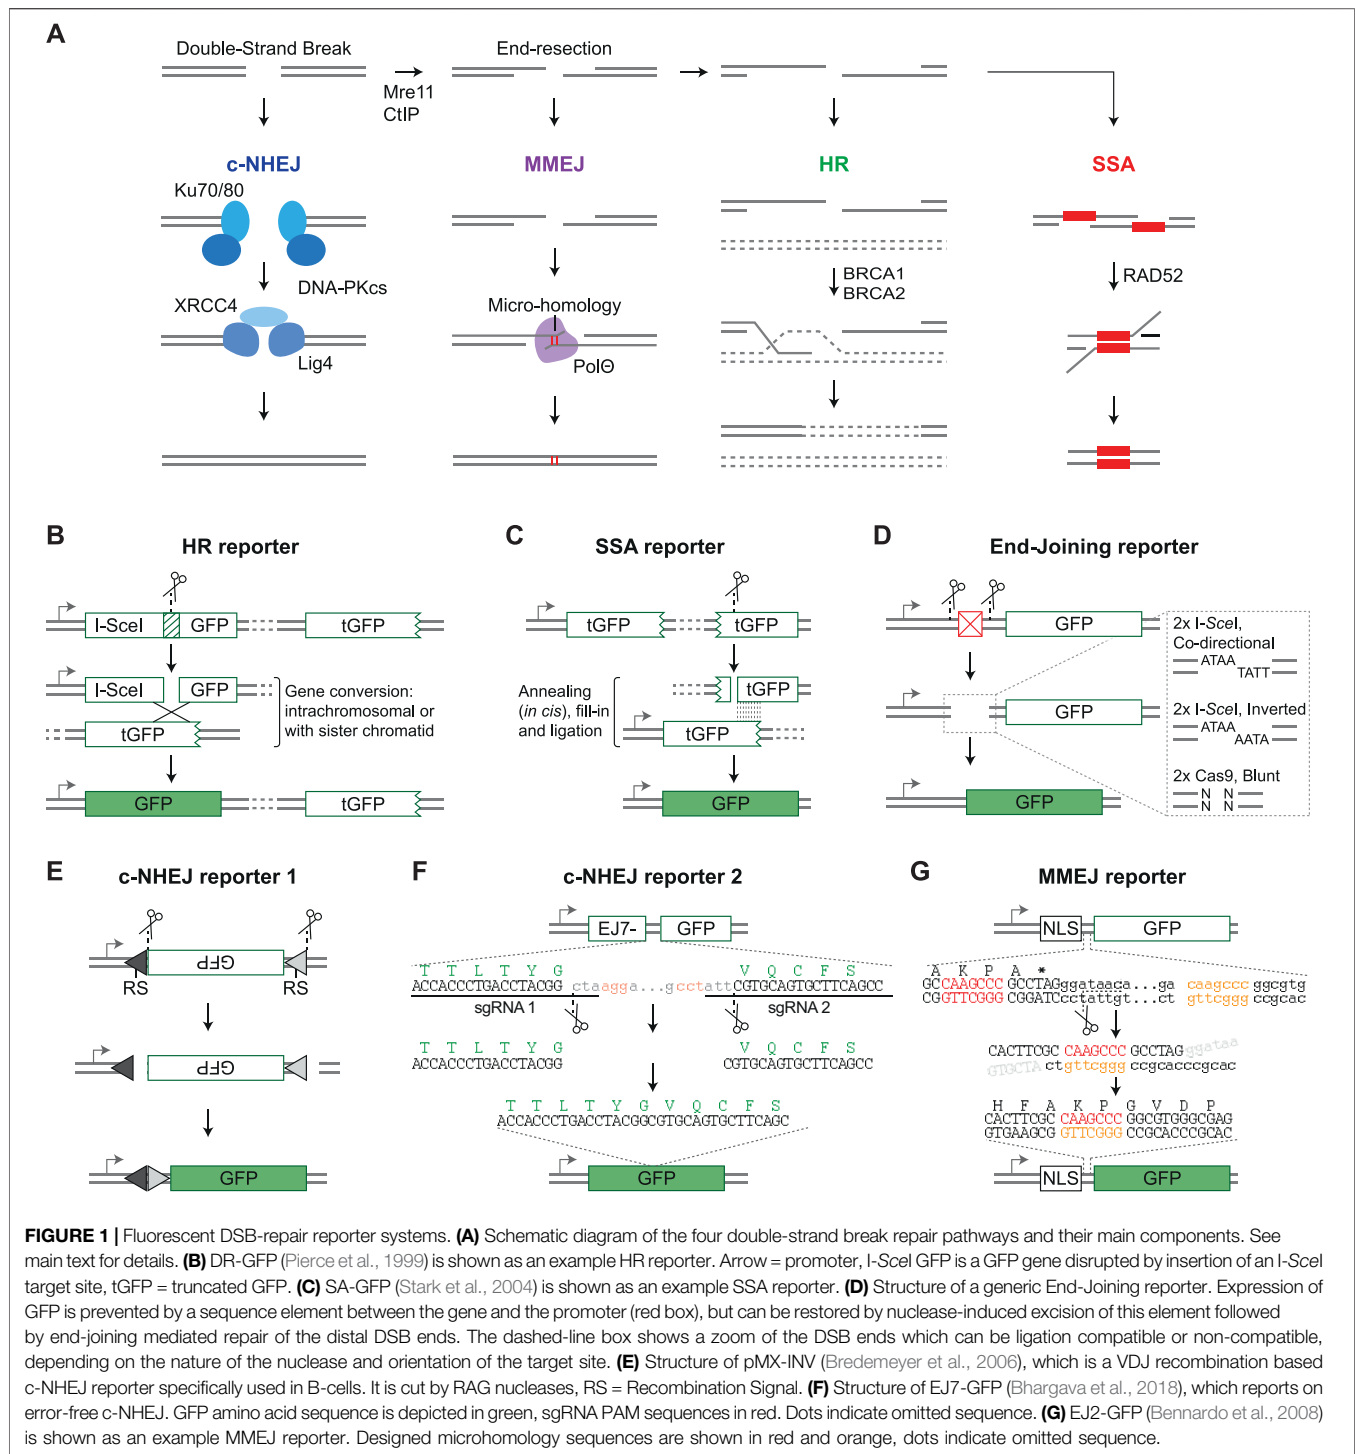 A
Double-Strand Break
End-resection
Mre11
CtIP
c-NHEJ
MMEJ
HR
SSA
Ku70/80
DNA-PKcs
XRCC4
Lig4
Micro-homology
PolΘ
BRCA1
BRCA2
RAD52
B
HR reporter
I-SceI
GFP
tGFP
I-SceI
GFP
tGFP
Gene conversion:
intrachromosomal or
with sister chromatid
GFP
tGFP
C
SSA reporter
tGFP
tGFP
tGFP
Annealing
(in cis), fill-in
and ligation
tGFP
GFP
D
End-Joining reporter
GFP
GFP
GFP
2x I-SceI,
Co-directional
ATAA
TATT
2x I-SceI, Inverted
ATAA
AATA
2x Cas9, Blunt
N N
N N
E
c-NHEJ reporter 1
GFP
RS
RS
GFP
GFP
F
c-NHEJ reporter 2
EJ7-
GFP
T T L T Y G
V Q C F S
ACCACCCTGACCTACGG ctaagga...gcctatt CGTGCAGTGCTTCAGCC
sgRNA 1
sgRNA 2
T T L T Y G
V Q C F S
ACCACCCTGACCTACGG
CGTGCAGTGCTTCAGCC
T T L T Y G V Q C F S
ACCACCCTGACCTACGGCGTGCAGTGCTTCAGC
GFP
G
MMEJ reporter
NLS
GFP
A K P A *
GCCAAGCCC GCCTAGggataaca...ga caagccc ggcgtg
CGGTTCGGG CGGATCcctattgt...ct gttcggg ccgcac
CACTTCGC CAAGCCC GCCTAGggataa
GTGCTA ctgttcggg ccgcacccgcac
H F A K P G V D P
CACTTCGC CAAGCCC GGCGTGGGCGAG
GTGAAGCG GTTCGGG CCGCACCCGCAC
NLS
GFP
FIGURE 1 | Fluorescent DSB-repair reporter systems. (A) Schematic diagram of the four double-strand break repair pathways and their main components. See
main text for details. (B) DR-GFP (Pierce et al., 1999) is shown as an example HR reporter. Arrow = promoter, I-SceI GFP is a GFP gene disrupted by insertion of an I-SceI
target site, tGFP = truncated GFP. (C) SA-GFP (Stark et al., 2004) is shown as an example SSA reporter. (D) Structure of a generic End-Joining reporter. Expression of
GFP is prevented by a sequence element between the gene and the promoter (red box), but can be restored by nuclease-induced excision of this element followed
by end-joining mediated repair of the distal DSB ends. The dashed-line box shows a zoom of the DSB ends which can be ligation compatible or non-compatible,
depending on the nature of the nuclease and orientation of the target site. (E) Structure of pMX-INV (Bredemeyer et al., 2006), which is a VDJ recombination based
c-NHEJ reporter specifically used in B-cells. It is cut by RAG nucleases, RS = Recombination Signal. (F) Structure of EJ7-GFP (Bhargava et al., 2018), which reports on
error-free c-NHEJ. GFP amino acid sequence is depicted in green, sgRNA PAM sequences in red. Dots indicate omitted sequence. (G) EJ2-GFP (Bennardo et al., 2008)
is shown as an example MMEJ reporter. Designed microhomology sequences are shown in red and orange, dots indicate omitted sequence.